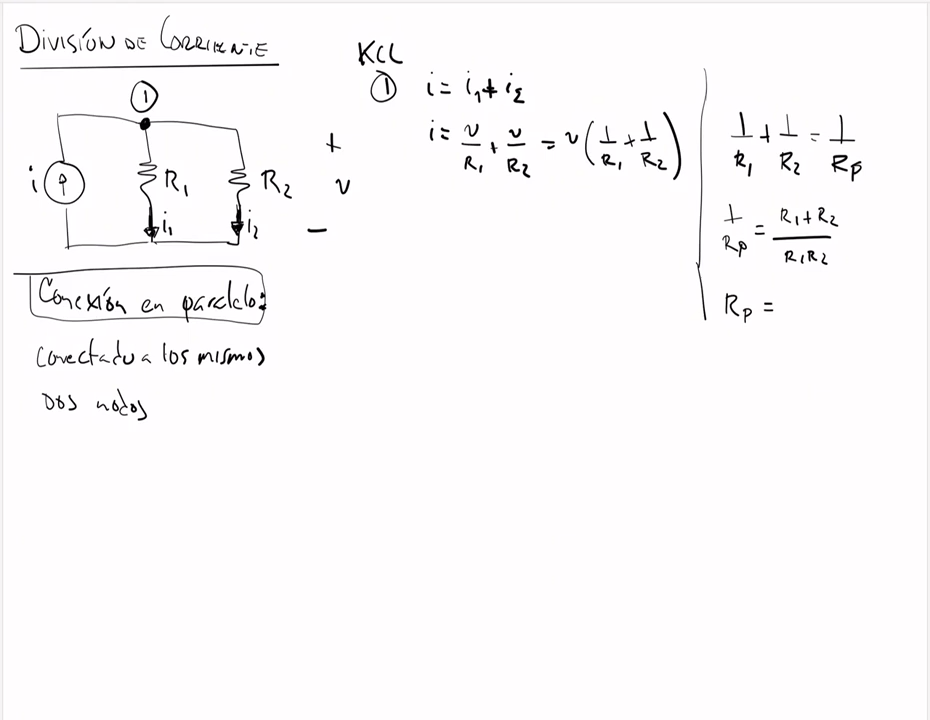 DIVISIÓN DE CORRIENTE
1
i
R1
R2
i1
i2
+
v
−
Conexión en paralelo:
conectado a los mismos
Dos nodos
KCL
1 i = i1 + i2
i = v/R1 + v/R2 = v(1/R1 + 1/R2)
1/R1 + 1/R2 = 1/Rp
1/Rp = R1+R2/R1R2
Rp =